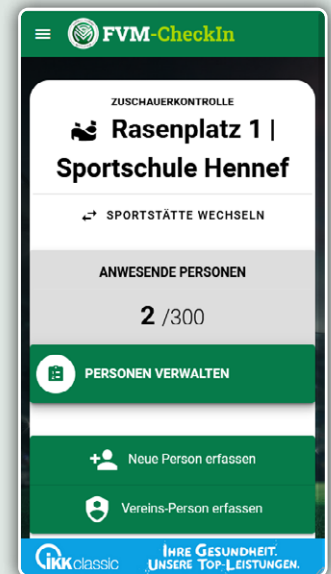 FVM-CheckIn
ZUSCHAUERKONTROLLE
Rasenplatz 1 |
Sportschule Hennef
SPORTSTÄTTE WECHSELN
ANWESENDE PERSONEN
2 /300
PERSONEN VERWALTEN
Neue Person erfassen
Vereins-Person erfassen
IKK classic
IHRE GESUNDHEIT.
UNSERE TOP-LEISTUNGEN.